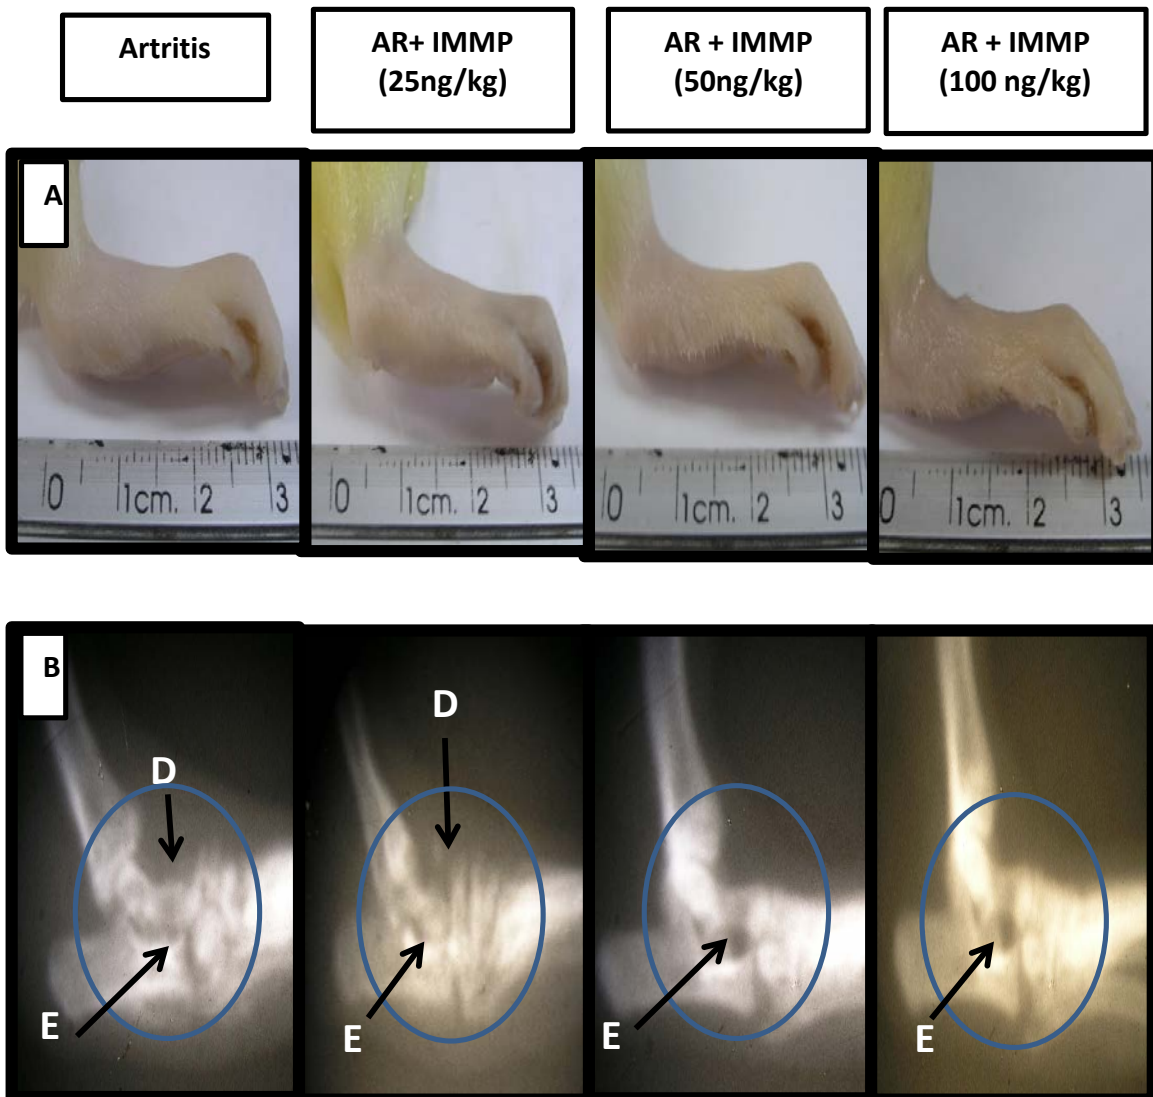 Artritis
AR+ IMMP
(25ng/kg)
AR + IMMP
(50ng/kg)
AR + IMMP
(100 ng/kg)
A
0 1cm. 2 3
0 1cm. 2 3
0 1cm. 2 3
0 1cm. 2 3
B
D
E
D
E
E
E